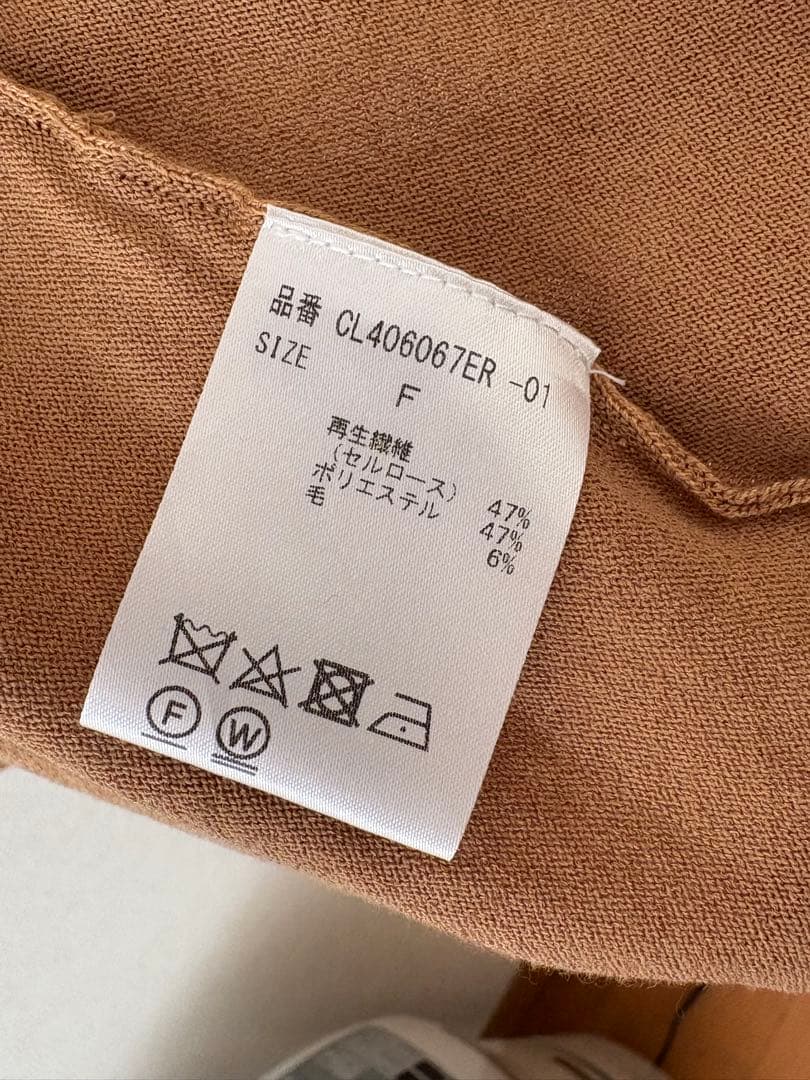 品番 CL406067ER -01
SIZE F
再生繊維
(セルロース) 47%
ポリエステル 47%
毛 6%
F W